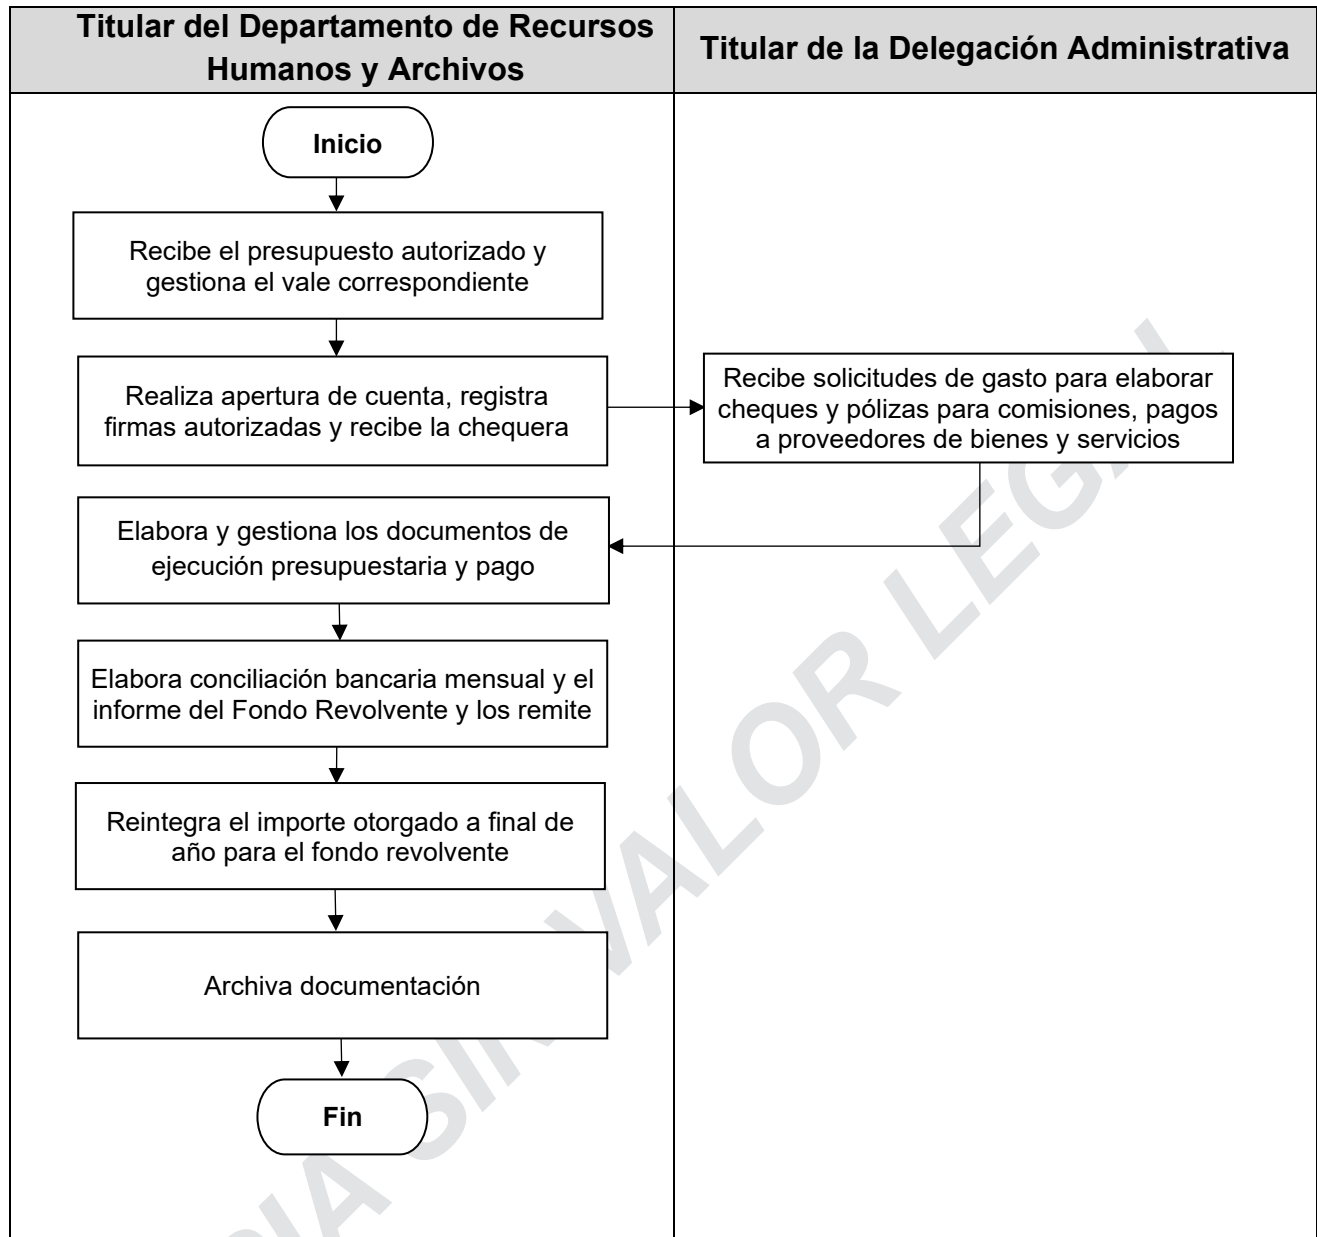 Titular del Departamento de Recursos
Humanos y Archivos
Titular de la Delegación Administrativa
Inicio
Recibe el presupuesto autorizado y
gestiona el vale correspondiente
Realiza apertura de cuenta, registra
firmas autorizadas y recibe la chequera
Recibe solicitudes de gasto para elaborar
cheques y pólizas para comisiones, pagos
a proveedores de bienes y servicios
Elabora y gestiona los documentos de
ejecución presupuestaria y pago
Elabora conciliación bancaria mensual y el
informe del Fondo Revolvente y los remite
Reintegra el importe otorgado a final de
año para el fondo revolvente
Archiva documentación
Fin
SIN VALOR LEGAL